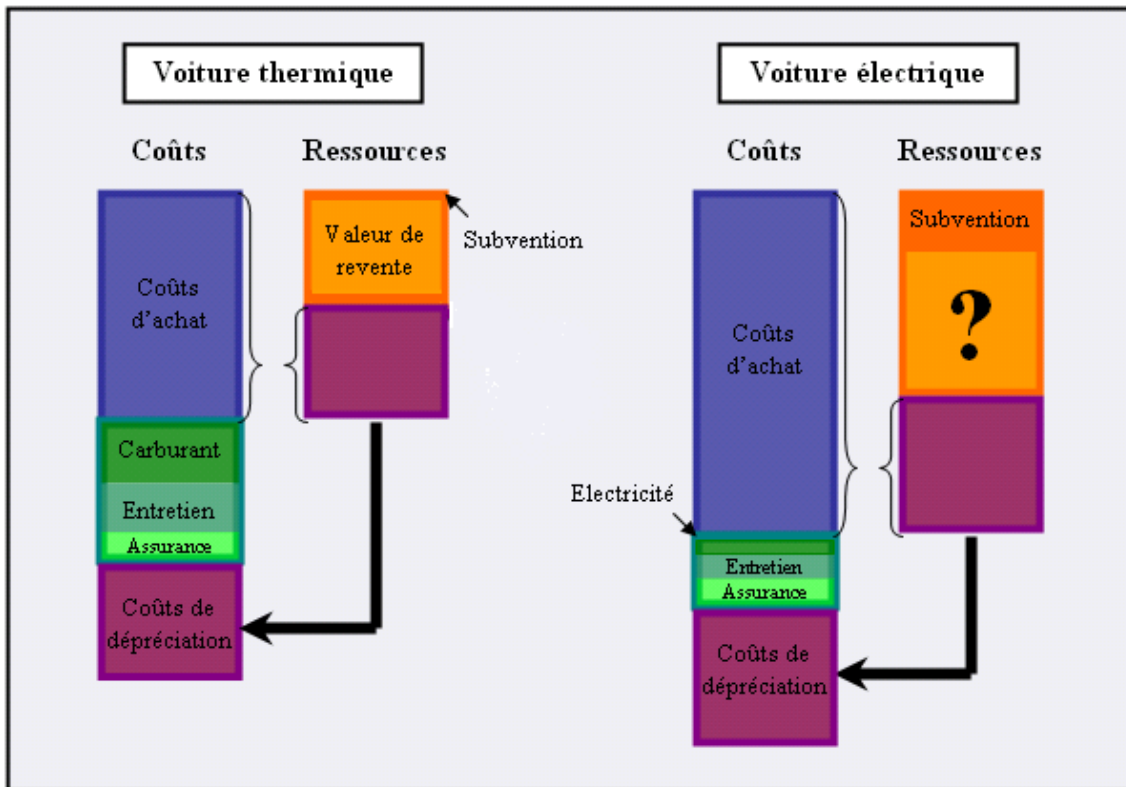 Voiture thermique
Coûts
Ressources
Coûts
d'achat
Valeur de
revente
Subvention
Carburant
Entretien
Assurance
Coûts de
dépréciation
Voiture électrique
Coûts
Ressources
Coûts
d'achat
Subvention
?
Electricité
Entretien
Assurance
Coûts de
dépréciation